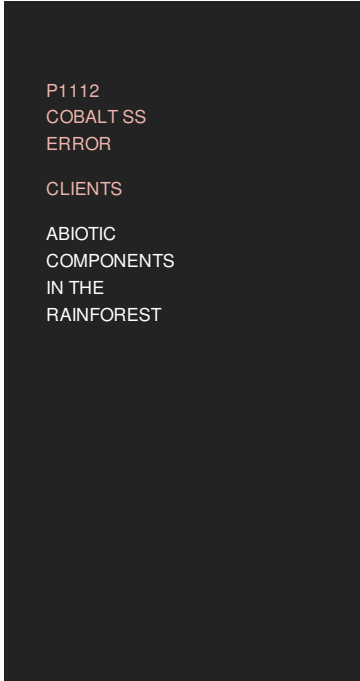 P1112
COBALT SS
ERROR
CLIENTS
ABIOTIC
COMPONENTS
IN THE
RAINFOREST